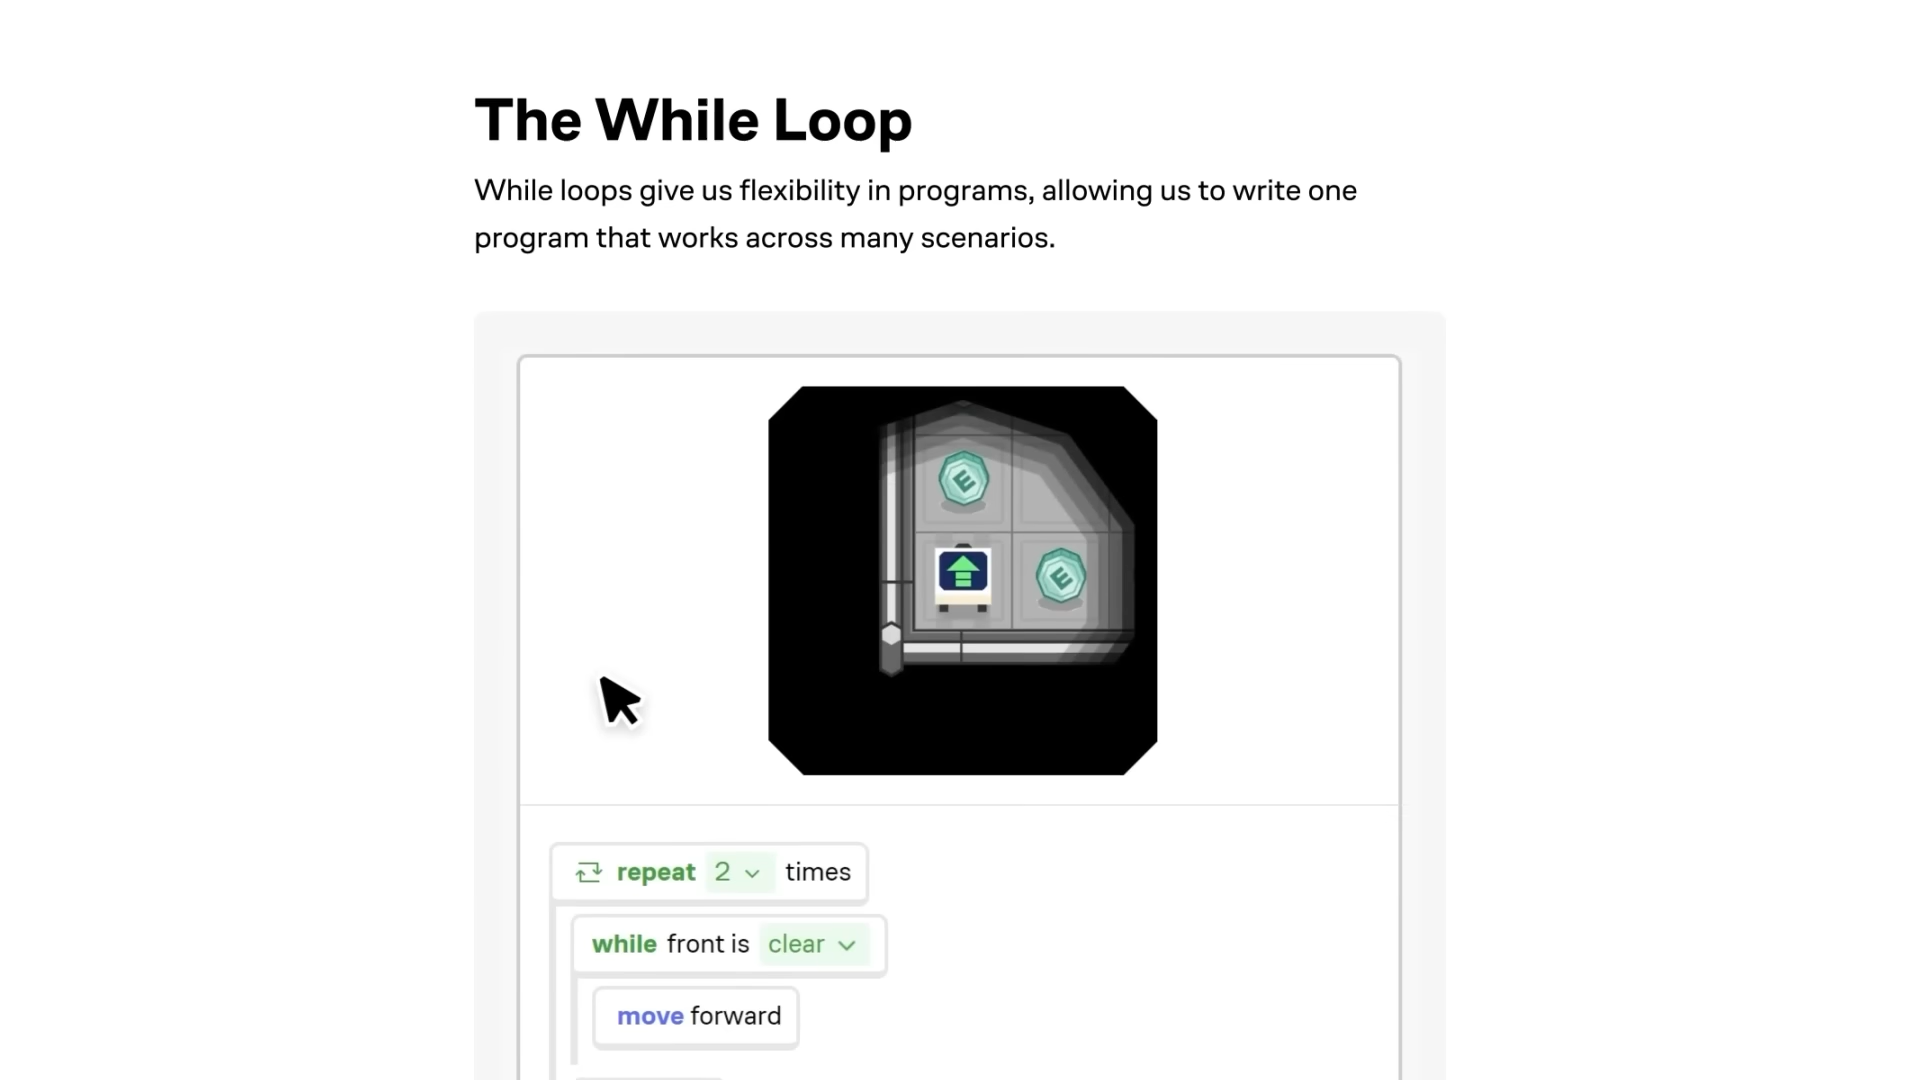 The While Loop
While loops give us flexibility in programs, allowing us to write one
program that works across many scenarios.
E
E
repeat 2 times
while front is clear
move forward